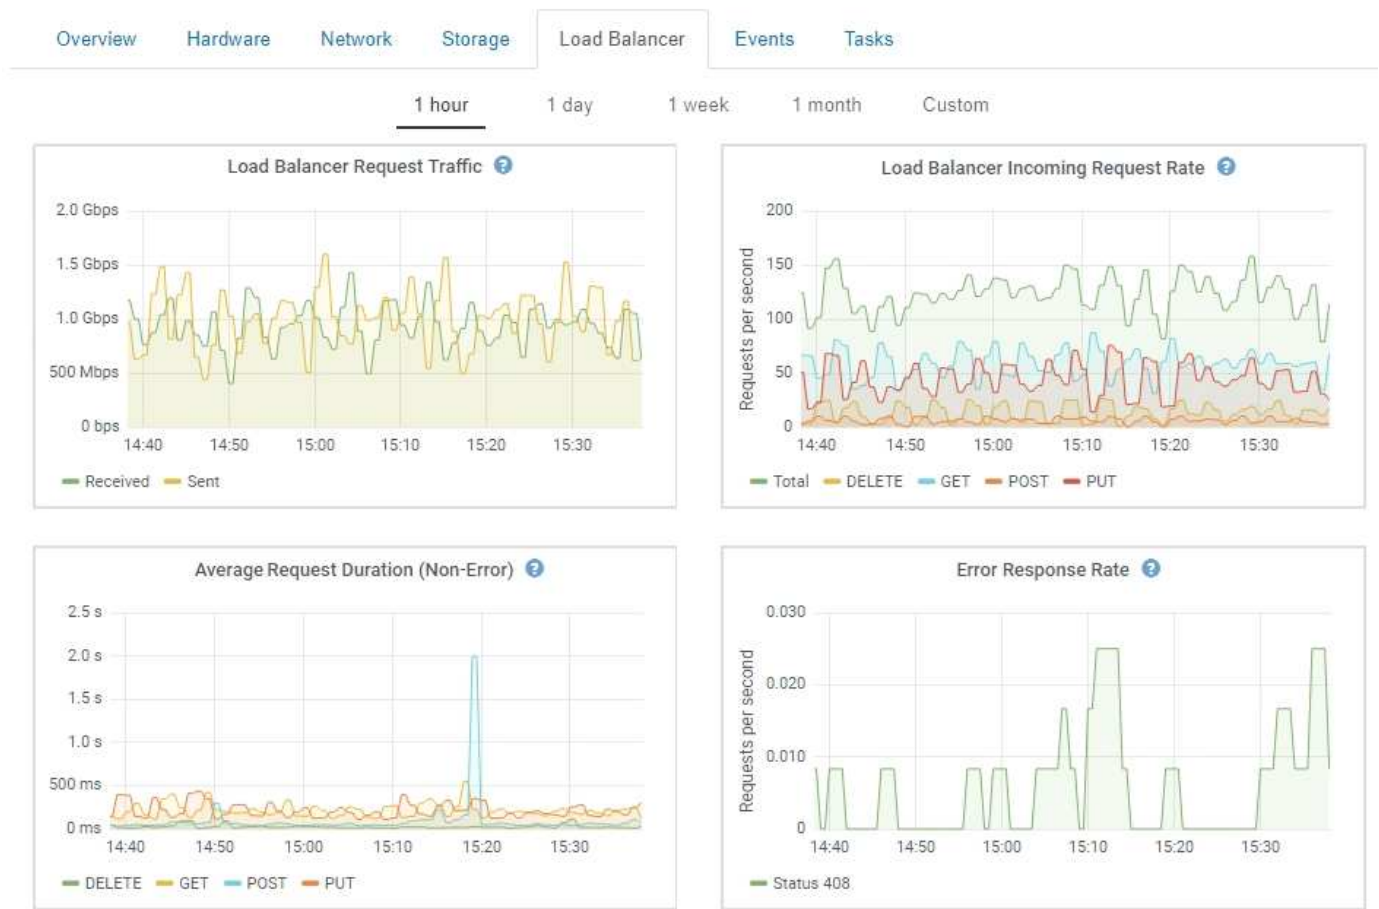 Overview Hardware Network Storage Load Balancer Events Tasks
1 hour 1 day 1 week 1 month Custom
Load Balancer Request Traffic ?
2.0 Gbps
1.5 Gbps
1.0 Gbps
500 Mbps
0 bps
14:40 14:50 15:00 15:10 15:20 15:30
Received Sent
Load Balancer Incoming Request Rate ?
Requests per second
200
150
100
50
0
14:40 14:50 15:00 15:10 15:20 15:30
Total DELETE GET POST PUT
Average Request Duration (Non-Error) ?
2.5 s
2.0 s
1.5 s
1.0 s
500 ms
0 ms
14:40 14:50 15:00 15:10 15:20 15:30
DELETE GET POST PUT
Error Response Rate ?
Requests per second
0.030
0.020
0.010
0
14:40 14:50 15:00 15:10 15:20 15:30
Status 408